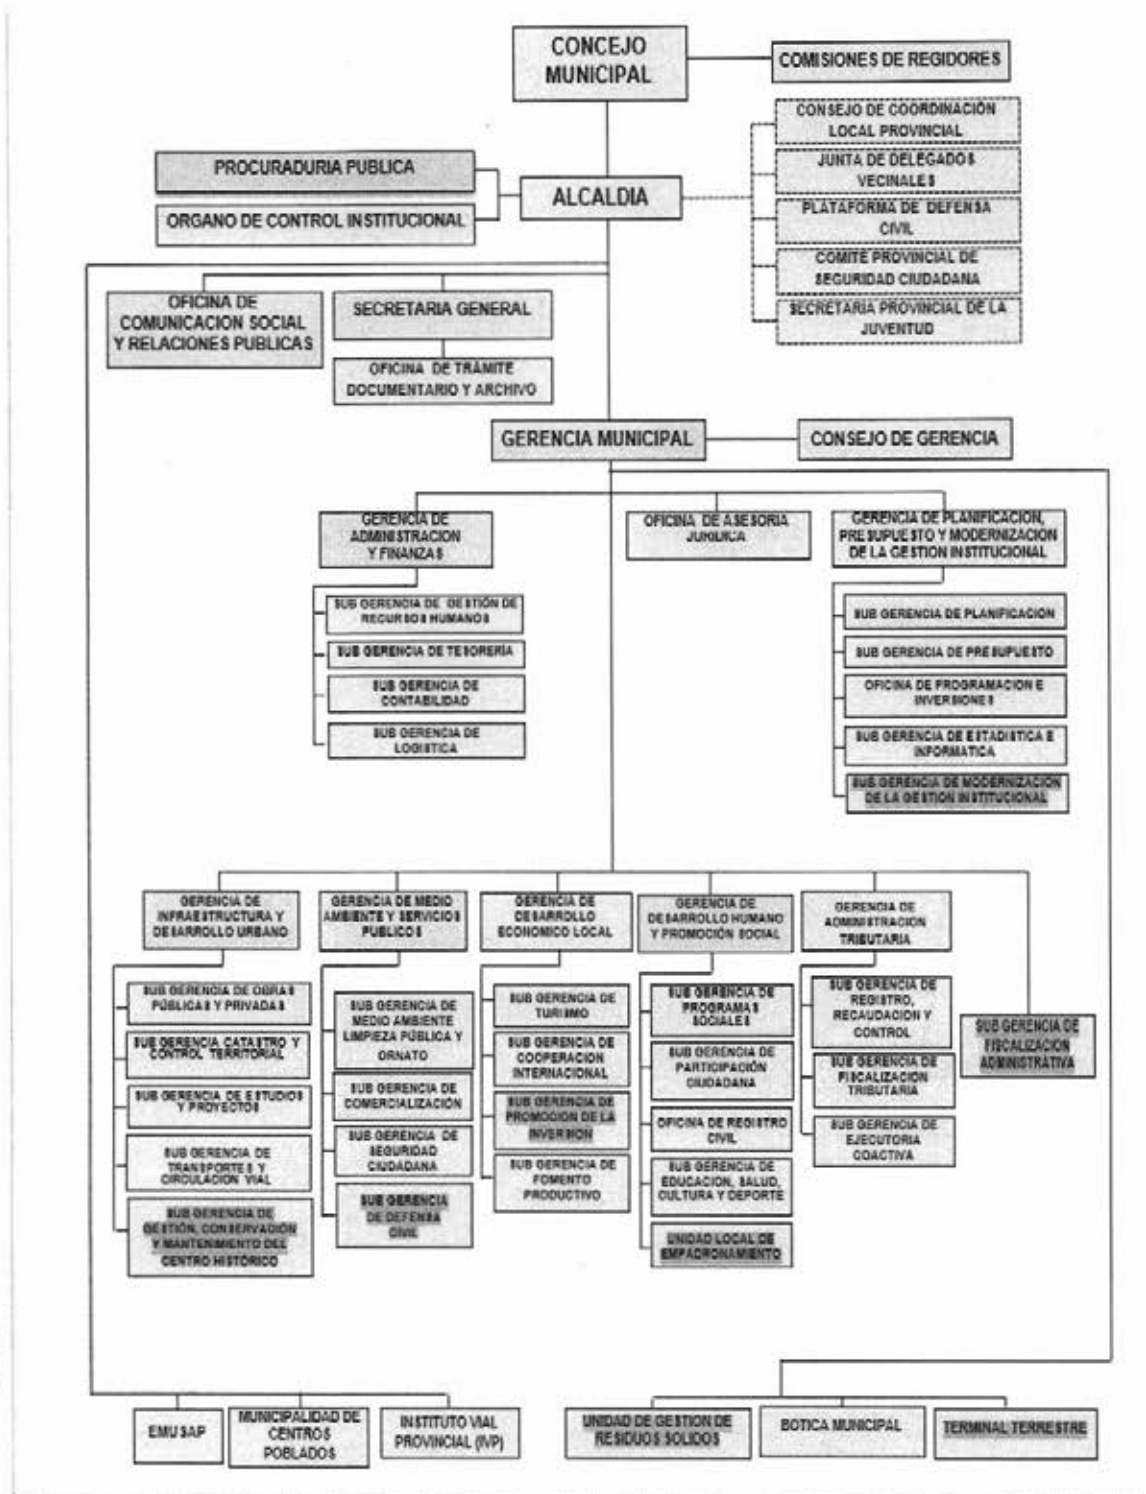 CONCEJO
MUNICIPAL
COMISIONES DE REGIDORES
CONSEJO DE COORDINACIÓN
LOCAL PROVINCIAL
JUNTA DE DELEGADOS
VECINALES
PLATAFORMA DE DEFENSA
CIVIL
COMITÉ PROVINCIAL DE
SEGURIDAD CIUDADANA
SECRETARIA PROVINCIAL DE LA
JUVENTUD
PROCURADURIA PUBLICA
ORGANO DE CONTROL INSTITUCIONAL
ALCALDIA
OFICINA DE
COMUNICACION SOCIAL
Y RELACIONES PUBLICAS
SECRETARIA GENERAL
OFICINA DE TRÁMITE
DOCUMENTARIO Y ARCHIVO
GERENCIA MUNICIPAL
CONSEJO DE GERENCIA
GERENCIA DE
ADMINISTRACION
Y FINANZAS
OFICINA DE ASESORIA
JURIDICA
GERENCIA DE PLANIFICACION,
PRESUPUESTO Y MODERNIZACION
DE LA GESTION INSTITUCIONAL
SUB GERENCIA DE GESTIÓN DE
RECURSOS HUMANOS
SUB GERENCIA DE TESORERÍA
SUB GERENCIA DE
CONTABILIDAD
SUB GERENCIA DE
LOGISTICA
SUB GERENCIA DE PLANIFICACION
SUB GERENCIA DE PRESUPUESTO
OFICINA DE PROGRAMACION E
INVERSIONES
SUB GERENCIA DE ESTADISTICA E
INFORMATICA
SUB GERENCIA DE MODERNIZACION
DE LA GESTION INSTITUCIONAL
GERENCIA DE
INFRAESTRUCTURA Y
DESARROLLO URBANO
SUB GERENCIA DE OBRAS
PÚBLICAS Y PRIVADAS
SUB GERENCIA CATASTRO Y
CONTROL TERRITORIAL
SUB GERENCIA DE ESTUDIOS
Y PROYECTOS
SUB GERENCIA DE
TRANSPORTES Y
CIRCULACION VIAL
SUB GERENCIA DE
GESTIÓN, CONSERVACIÓN
Y MANTENIMIENTO DEL
CENTRO HISTÓRICO
GERENCIA DE MEDIO
AMBIENTE Y SERVICIOS
PUBLICOS
SUB GERENCIA DE
MEDIO AMBIENTE
LIMPIEZA PÚBLICA Y
ORNATO
SUB GERENCIA DE
COMERCIALIZACIÓN
SUB GERENCIA DE
SEGURIDAD
CIUDADANA
SUB GERENCIA
DE DEFENSA
CIVIL
GERENCIA DE
DESARROLLO
ECONOMICO LOCAL
SUB GERENCIA DE
TURISMO
SUB GERENCIA DE
COOPERACION
INTERNACIONAL
SUB GERENCIA DE
PROMOCION DE LA
INVERSION
SUB GERENCIA DE
FOMENTO
PRODUCTIVO
GERENCIA DE
DESARROLLO HUMANO
Y PROMOCIÓN SOCIAL
SUB GERENCIA DE
PROGRAMAS
SOCIALES
SUB GERENCIA DE
PARTICIPACIÓN
CIUDADANA
OFICINA DE REGISTRO
CIVIL
SUB GERENCIA DE
EDUCACION, SALUD,
CULTURA Y DEPORTE
UNIDAD LOCAL DE
EMPADRONAMIENTO
GERENCIA DE
ADMINISTRACION
TRIBUTARIA
SUB GERENCIA DE
REGISTRO,
RECAUDACION Y
CONTROL
SUB GERENCIA DE
FISCALIZACION
TRIBUTARIA
SUB GERENCIA DE
EJECUTORIA
COACTIVA
SUB GERENCIA DE
FISCALIZACION
ADMINISTRATIVA
EMUSAP
MUNICIPALIDAD DE
CENTROS
POBLADOS
INSTITUTO VIAL
PROVINCIAL (IVP)
UNIDAD DE GESTION DE
RESIDUOS SOLIDOS
BOTICA MUNICIPAL
TERMINAL TERRESTRE